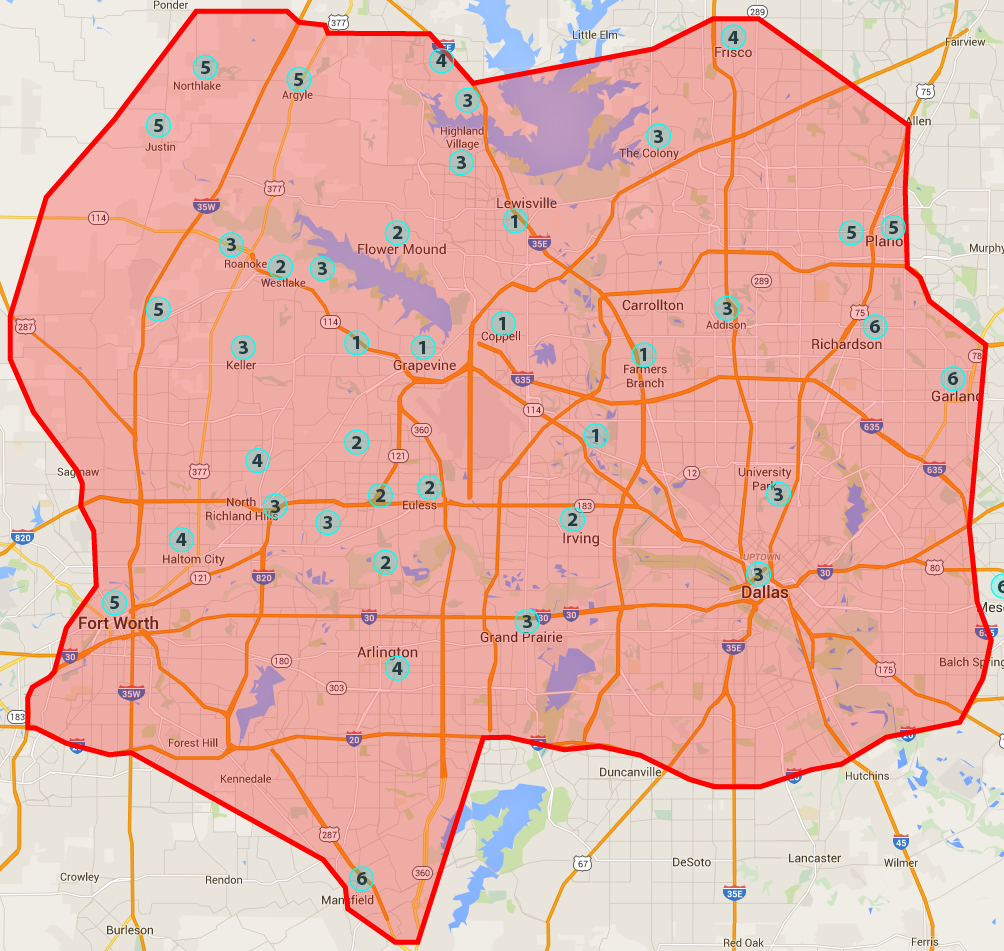 Ponder
377
289
Little Elm
4
Frisco
Fairview
4
5
Northlake
5
Argyle
75
3
Allen
5
Justin
Highland
Village
3
The Colony
3
377
35W
Lewisville
114
1
2
Flower Mound
35E
5
5
Plano
Murphy
3
Roanoke
2
Westlake
3
289
5
Carrollton
3
Addison
114
1
Coppell
75
6
Richardson
287
3
Keller
1
1
Grapevine
1
Farmers
Branch
78
635
6
Garland
114
360
1
635
2
121
4
377
Saginaw
12
635
University
Park
3
2
2
Euless
North
Richland Hills
3
183
3
2
Irving
820
4
Haltom City
2
UPTOWN
3
Dallas
30
80
121
820
5
Fort Worth
6
Mesq
30
30
30
3
Grand Prairie
635
Arlington
4
35E
30
180
175
Balch Springs
303
35W
183
20
20
Forest Hill
Kennedale
Duncanville
Hutchins
287
45
67
DeSoto
Lancaster
Wilmer
6
Mansfield
360
Crowley
Rendon
35E
Burleson
Red Oak
Ferris